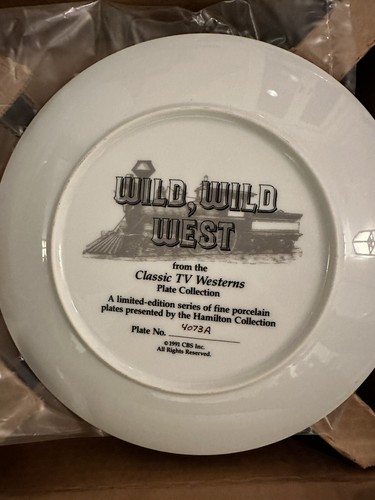 WILD, WILD
WEST
from the
Classic TV Westerns
Plate Collection
A limited-edition series of fine porcelain
plates presented by the Hamilton Collection
Plate No. 4073A
©1991 CBS Inc.
All Rights Reserved.